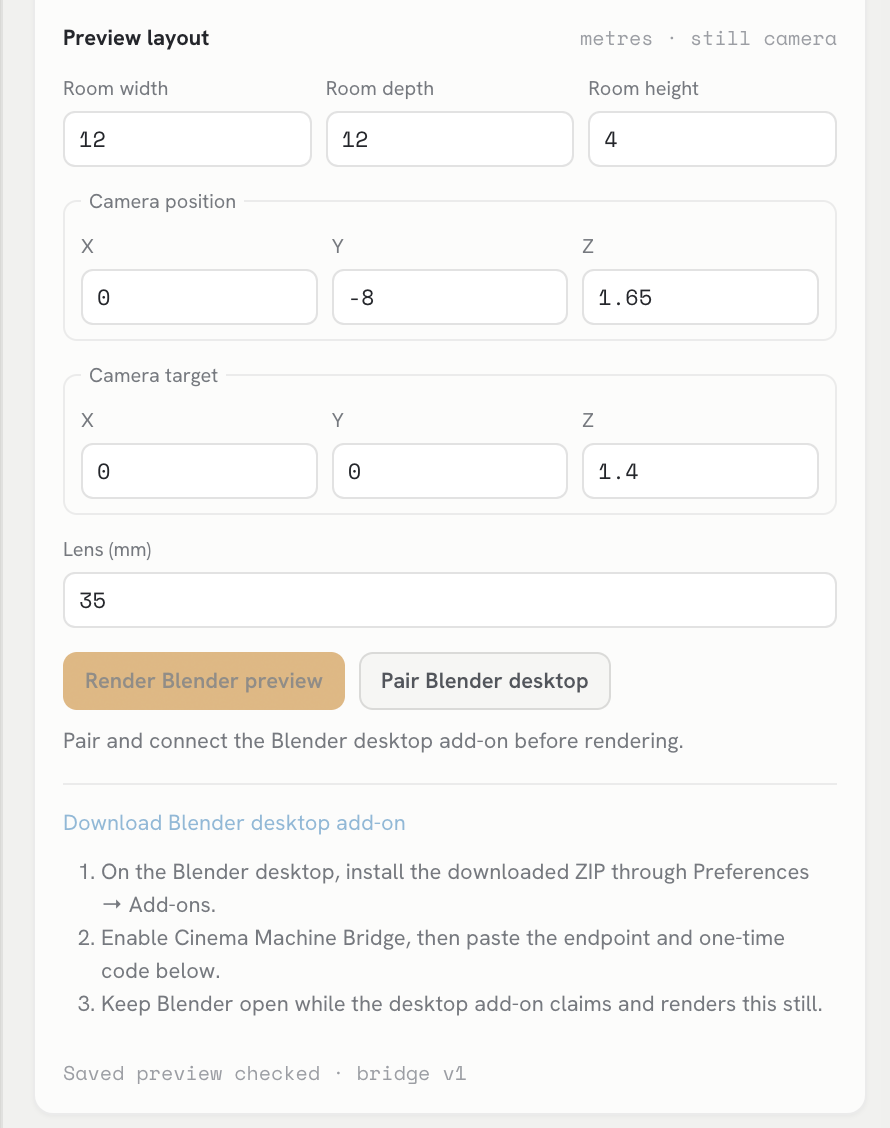 Preview layout
metres · still camera
Room width
Room depth
Room height
12
12
4
Camera position
X
Y
Z
0
-8
1.65
Camera target
X
Y
Z
0
0
1.4
Lens (mm)
35
Render Blender preview
Pair Blender desktop
Pair and connect the Blender desktop add-on before rendering.
Download Blender desktop add-on
1. On the Blender desktop, install the downloaded ZIP through Preferences
→ Add-ons.
2. Enable Cinema Machine Bridge, then paste the endpoint and one-time
code below.
3. Keep Blender open while the desktop add-on claims and renders this still.
Saved preview checked · bridge v1